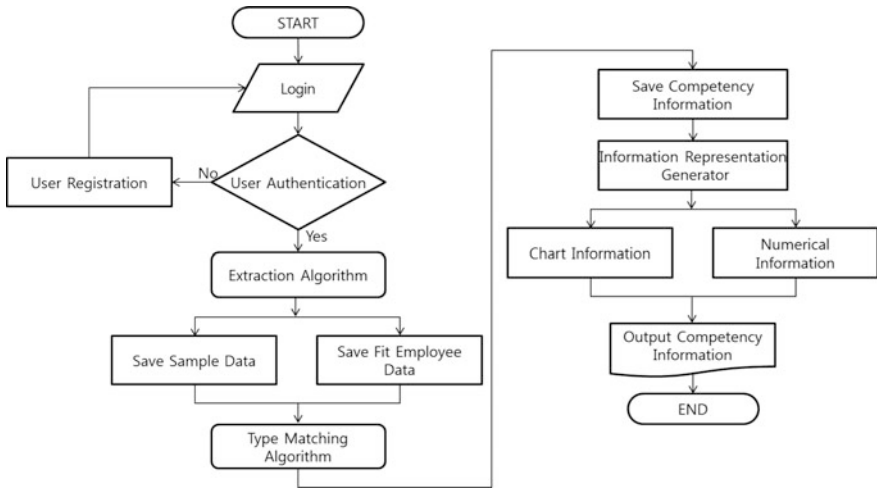 START
Login
User Authentication
No
User Registration
Yes
Extraction Algorithm
Save Sample Data
Save Fit Employee
Data
Type Matching
Algorithm
Save Competency
Information
Information Representation
Generator
Chart Information
Numerical
Information
Output Competency
Information
END